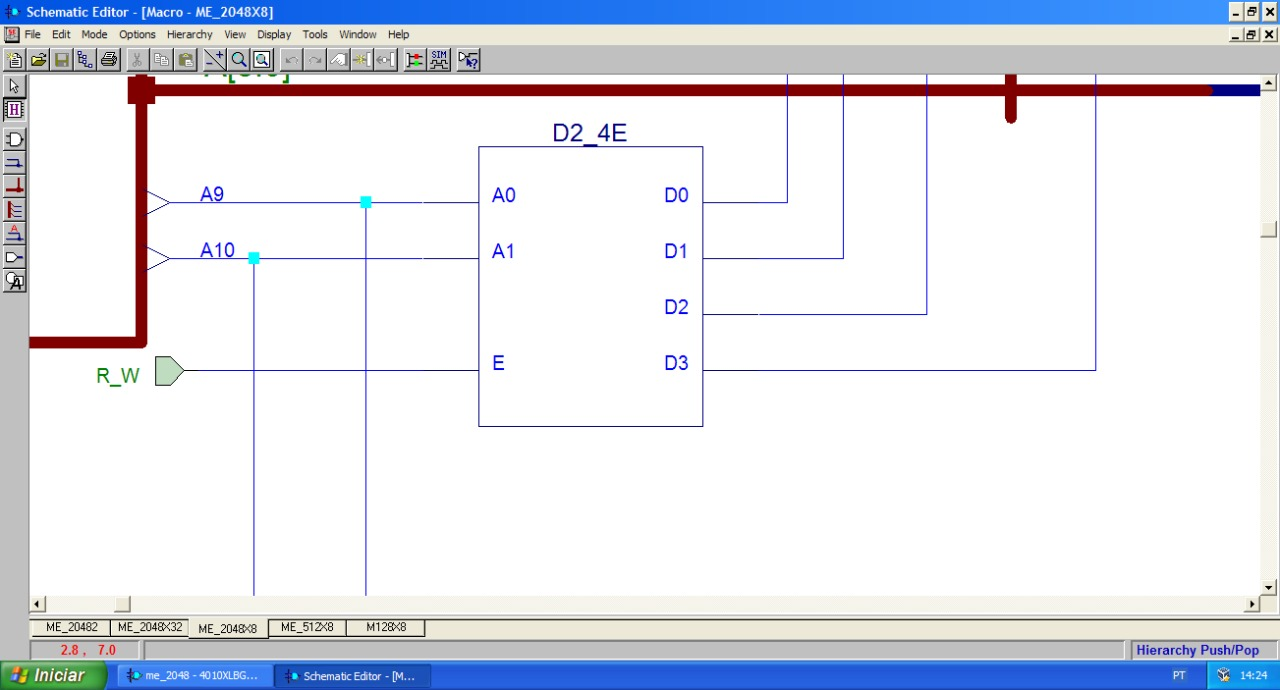 Schematic Editor - [Macro - ME_2048X8]
File Edit Mode Options Hierarchy View Display Tools Window Help
SIM
D2_4E
A9 A0 D0
A10 A1 D1
D2
R_W E D3
ME_20482 ME_2048X32 ME_2048X8 ME_512X8 M128X8
2.8 , 7.0 Hierarchy Push/Pop
Iniciar me_2048 - 4010XLBG... Schematic Editor - [M... PT 14:24